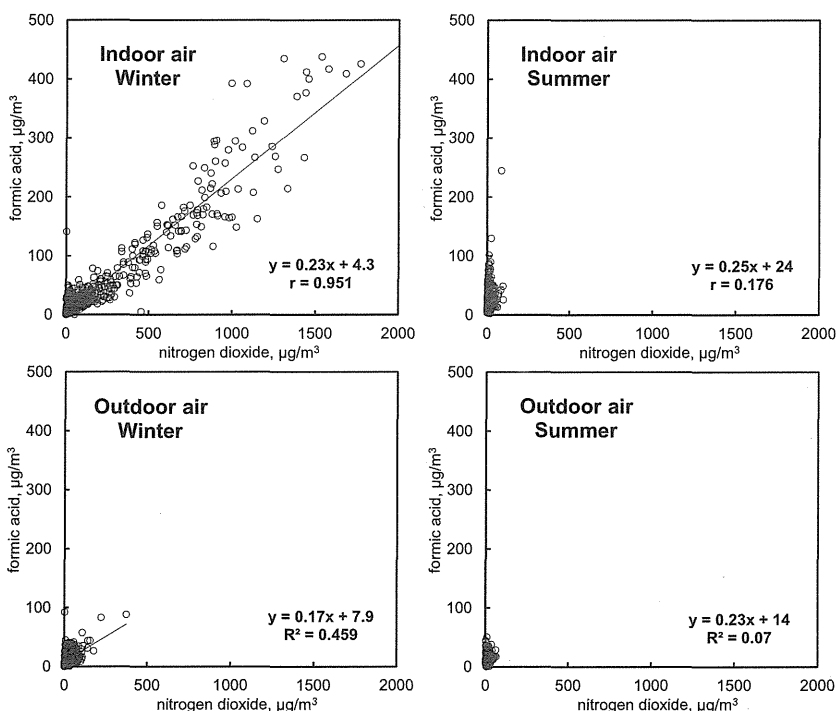 500
400
300
200
100
0
formic acid, µg/m³
Indoor air
Winter
y = 0.23x + 4.3
r = 0.951
0 500 1000 1500 2000
nitrogen dioxide, µg/m³
500
400
300
200
100
0
formic acid, µg/m³
Indoor air
Summer
y = 0.25x + 24
r = 0.176
0 500 1000 1500 2000
nitrogen dioxide, µg/m³
500
400
300
200
100
0
formic acid, µg/m³
Outdoor air
Winter
y = 0.17x + 7.9
R² = 0.459
0 500 1000 1500 2000
nitrogen dioxide, µg/m³
500
400
300
200
100
0
formic acid, µg/m³
Outdoor air
Summer
y = 0.23x + 14
R² = 0.07
0 500 1000 1500 2000
nitrogen dioxide, µg/m³